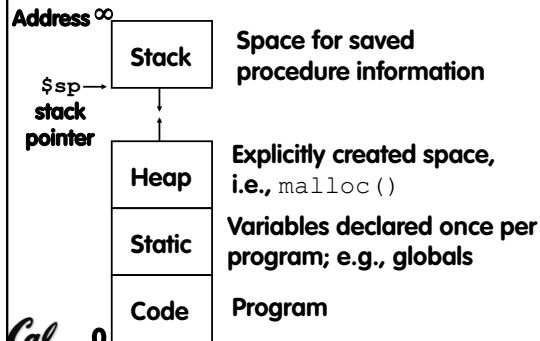 Address ∞
Stack
Space for saved
procedure information
$sp
stack
pointer
Heap
Explicitly created space,
i.e., malloc()
Static
Variables declared once per
program; e.g., globals
Code
Program
Cal
0